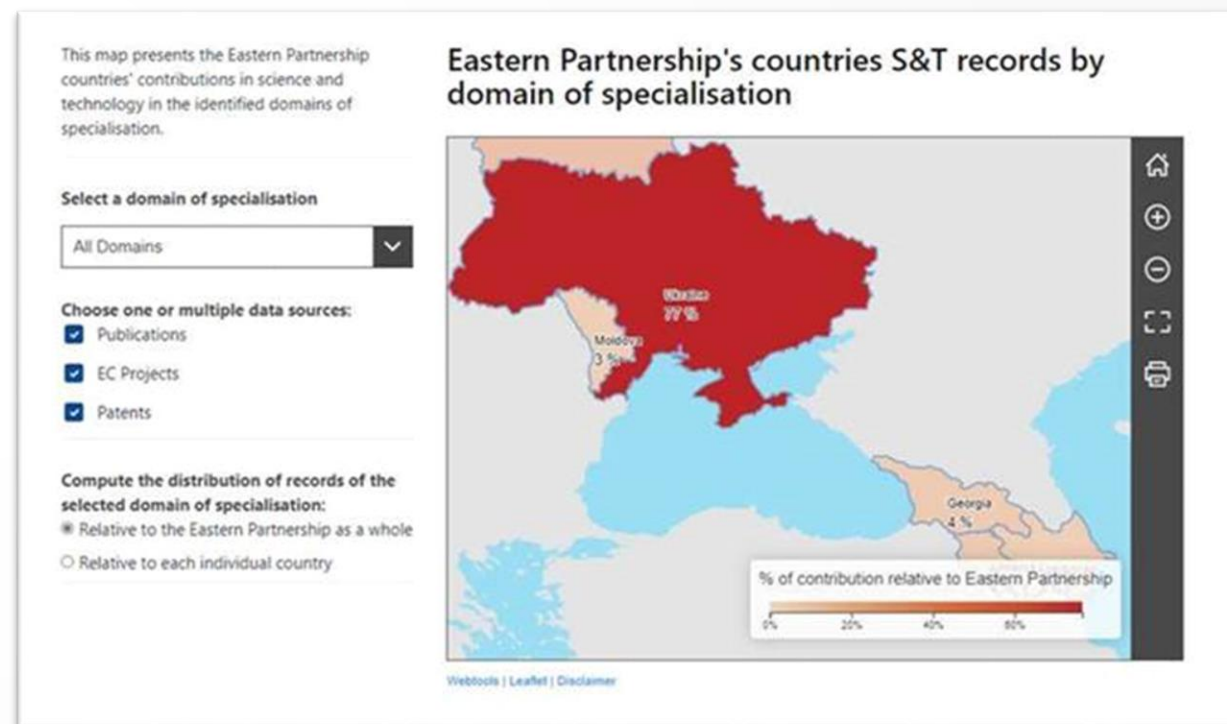 This map presents the Eastern Partnership
countries' contributions in science and
technology in the identified domains of
specialisation.
Select a domain of specialisation
All Domains
Choose one or multiple data sources:
Publications
EC Projects
Patents
Compute the distribution of records of the
selected domain of specialisation:
Relative to the Eastern Partnership as a whole
Relative to each individual country
Eastern Partnership's countries S&T records by
domain of specialisation
Ukraine
77 %
Moldova
3 %
Georgia
4 %
% of contribution relative to Eastern Partnership
0%
20%
40%
60%
Webtools | Leaflet | Disclaimer